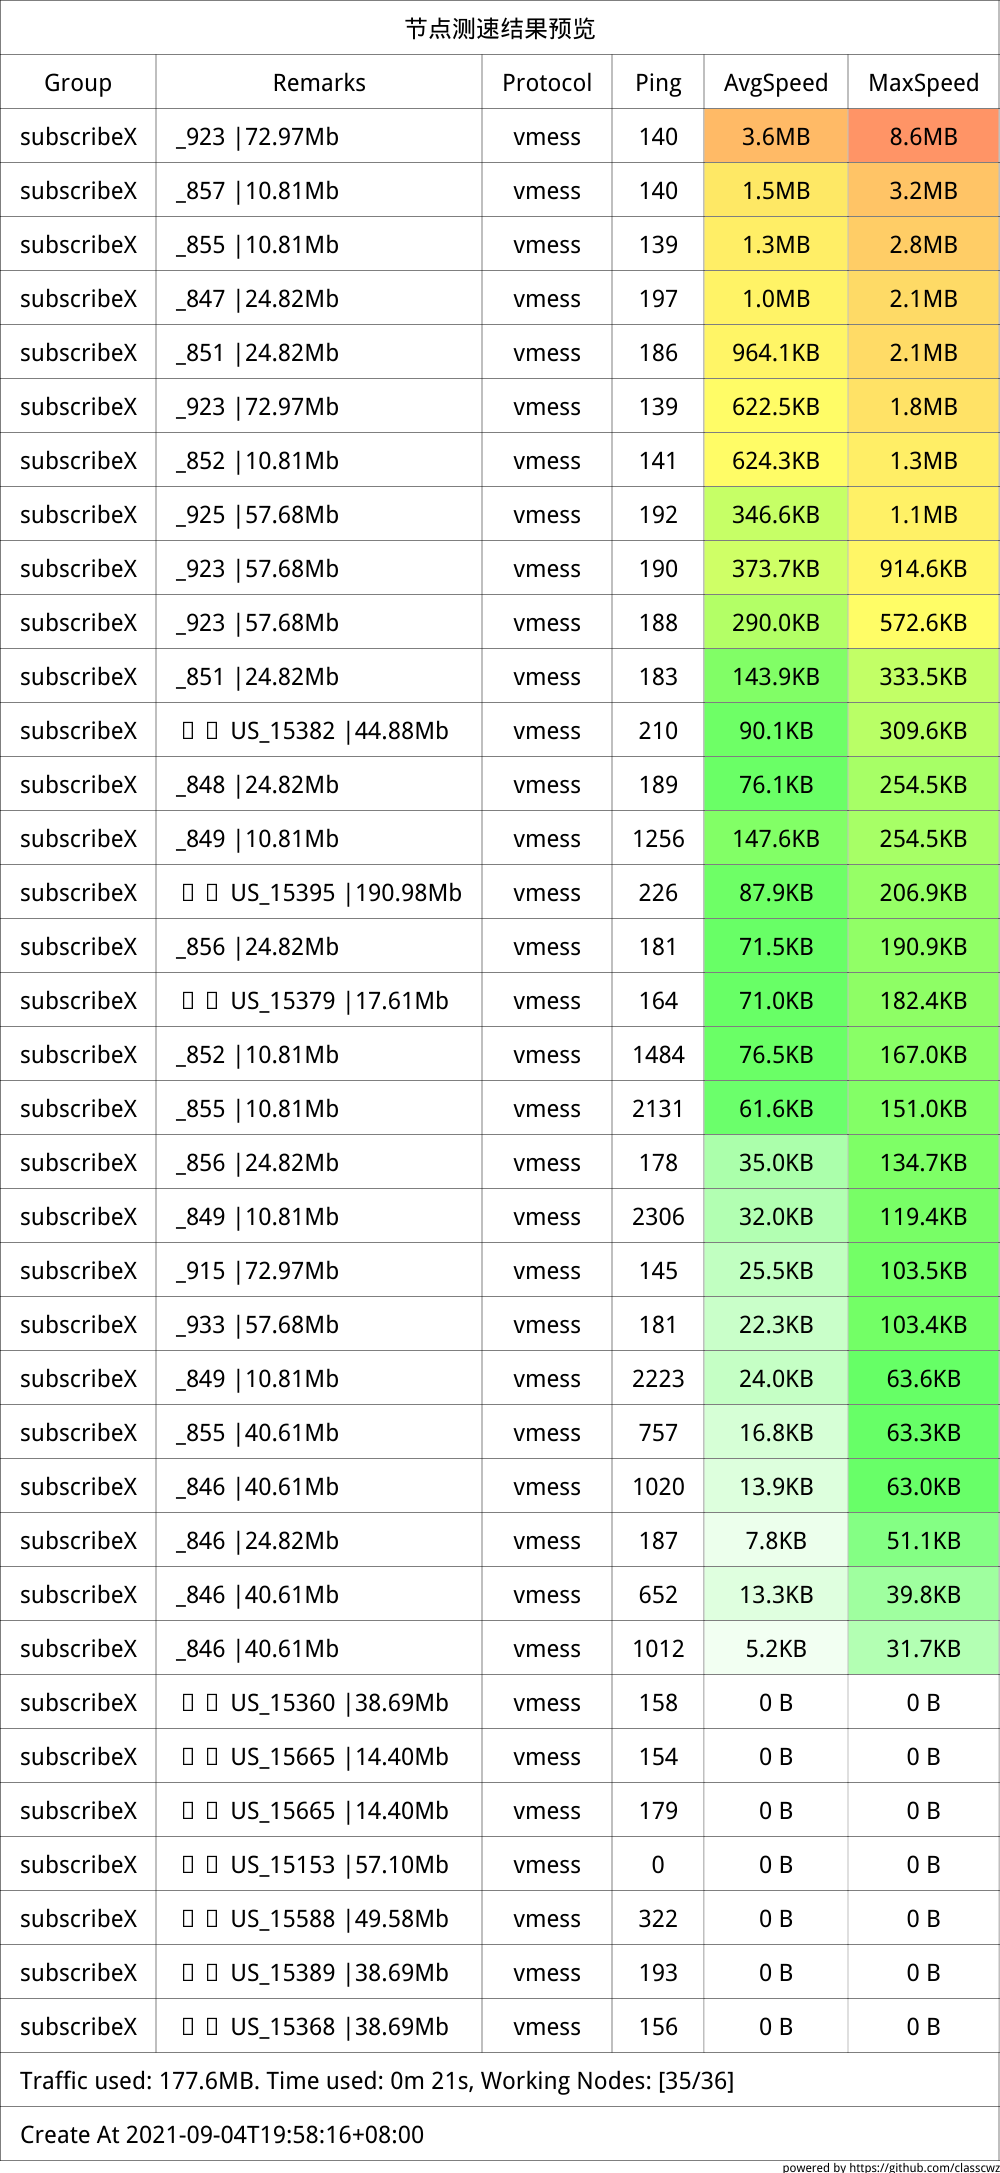 节点测速结果预览
Group Remarks Protocol Ping AvgSpeed MaxSpeed
subscribeX _923 |72.97Mb vmess 140 3.6MB 8.6MB
subscribeX _857 |10.81Mb vmess 140 1.5MB 3.2MB
subscribeX _855 |10.81Mb vmess 139 1.3MB 2.8MB
subscribeX _847 |24.82Mb vmess 197 1.0MB 2.1MB
subscribeX _851 |24.82Mb vmess 186 964.1KB 2.1MB
subscribeX _923 |72.97Mb vmess 139 622.5KB 1.8MB
subscribeX _852 |10.81Mb vmess 141 624.3KB 1.3MB
subscribeX _925 |57.68Mb vmess 192 346.6KB 1.1MB
subscribeX _923 |57.68Mb vmess 190 373.7KB 914.6KB
subscribeX _923 |57.68Mb vmess 188 290.0KB 572.6KB
subscribeX _851 |24.82Mb vmess 183 143.9KB 333.5KB
subscribeX US_15382 |44.88Mb vmess 210 90.1KB 309.6KB
subscribeX _848 |24.82Mb vmess 189 76.1KB 254.5KB
subscribeX _849 |10.81Mb vmess 1256 147.6KB 254.5KB
subscribeX US_15395 |190.98Mb vmess 226 87.9KB 206.9KB
subscribeX _856 |24.82Mb vmess 181 71.5KB 190.9KB
subscribeX US_15379 |17.61Mb vmess 164 71.0KB 182.4KB
subscribeX _852 |10.81Mb vmess 1484 76.5KB 167.0KB
subscribeX _855 |10.81Mb vmess 2131 61.6KB 151.0KB
subscribeX _856 |24.82Mb vmess 178 35.0KB 134.7KB
subscribeX _849 |10.81Mb vmess 2306 32.0KB 119.4KB
subscribeX _915 |72.97Mb vmess 145 25.5KB 103.5KB
subscribeX _933 |57.68Mb vmess 181 22.3KB 103.4KB
subscribeX _849 |10.81Mb vmess 2223 24.0KB 63.6KB
subscribeX _855 |40.61Mb vmess 757 16.8KB 63.3KB
subscribeX _846 |40.61Mb vmess 1020 13.9KB 63.0KB
subscribeX _846 |24.82Mb vmess 187 7.8KB 51.1KB
subscribeX _846 |40.61Mb vmess 652 13.3KB 39.8KB
subscribeX _846 |40.61Mb vmess 1012 5.2KB 31.7KB
subscribeX US_15360 |38.69Mb vmess 158 0 B 0 B
subscribeX US_15665 |14.40Mb vmess 154 0 B 0 B
subscribeX US_15665 |14.40Mb vmess 179 0 B 0 B
subscribeX US_15153 |57.10Mb vmess 0 0 B 0 B
subscribeX US_15588 |49.58Mb vmess 322 0 B 0 B
subscribeX US_15389 |38.69Mb vmess 193 0 B 0 B
subscribeX US_15368 |38.69Mb vmess 156 0 B 0 B
Traffic used: 177.6MB. Time used: 0m 21s, Working Nodes: [35/36]
Create At 2021-09-04T19:58:16+08:00
powered by https://github.com/classcwz